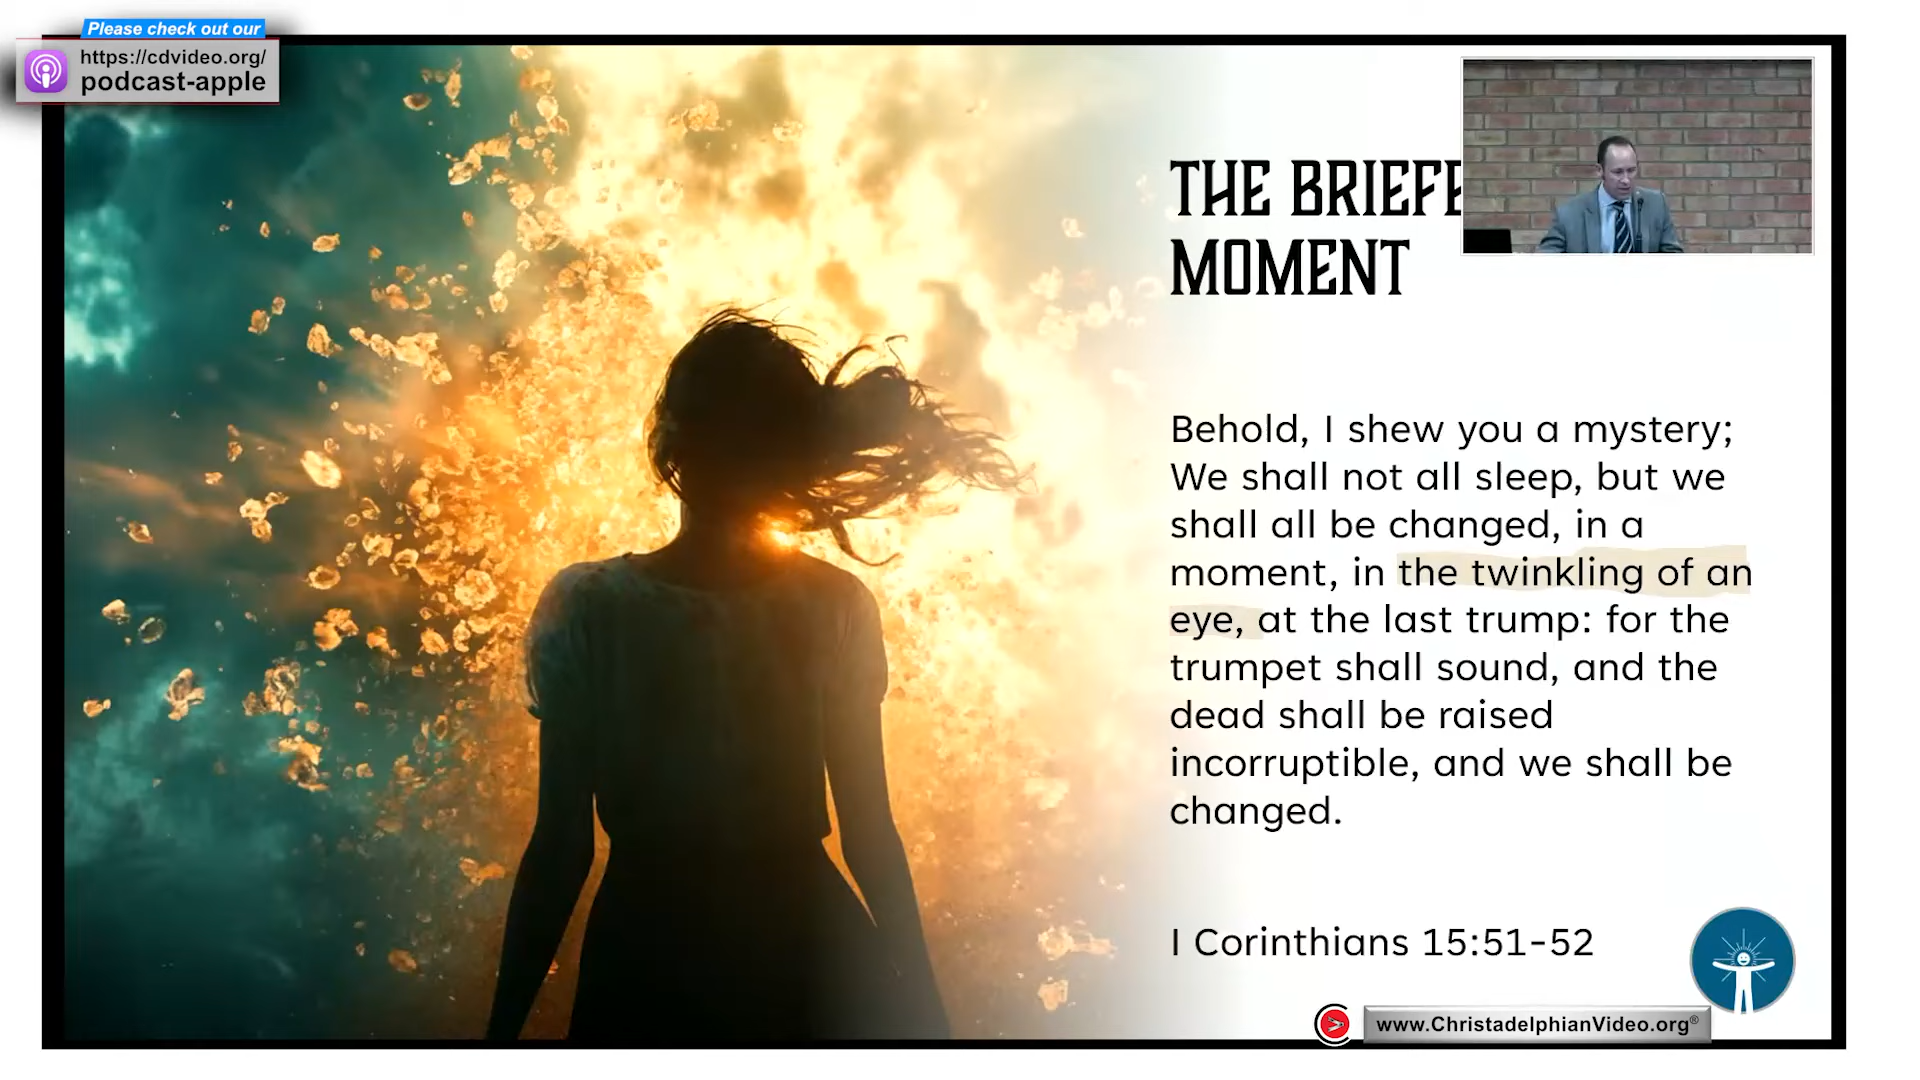 Please check out our
https://cdvideo.org/
podcast-apple
THE BRIEFE
MOMENT
Behold, I shew you a mystery;
We shall not all sleep, but we
shall all be changed, in a
moment, in the twinkling of an
eye, at the last trump: for the
trumpet shall sound, and the
dead shall be raised
incorruptible, and we shall be
changed.
I Corinthians 15:51-52
www.ChristadelphianVideo.org®